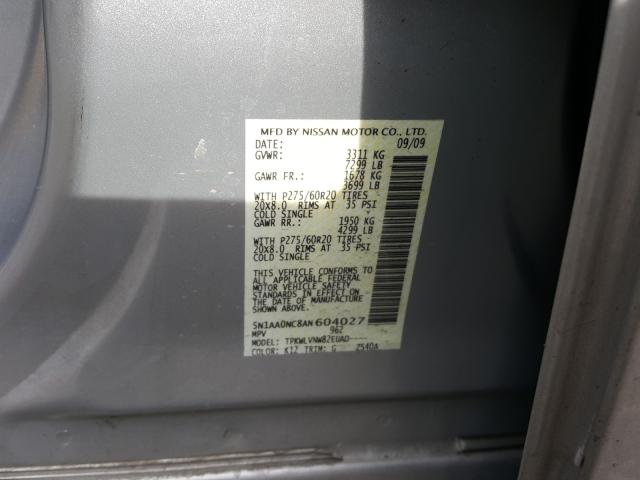 MFD BY NISSAN MOTOR CO., LTD.
DATE: 09/09
GVWR: 3311 KG
7299 LB
GAWR FR.: 1678 KG
3699 LB
WITH P275/60R20 TIRES
20X8.0 RIMS AT 35 PSI
COLD SINGLE
GAWR RR.: 1950 KG
4299 LB
WITH P275/60R20 TIRES
20X8.0 RIMS AT 35 PSI
COLD SINGLE
THIS VEHICLE CONFORMS
TO ALL APPLICABLE FEDERAL
MOTOR VEHICLE SAFETY
STANDARDS IN EFFECT ON THE
DATE OF MANUFACTURE
SHOWN ABOVE.
5N1AA0NC8AN604027
MPV 962
MODEL: TPKWLVNW82EUAD----
COLOR: K12 TRIM: G Z540A